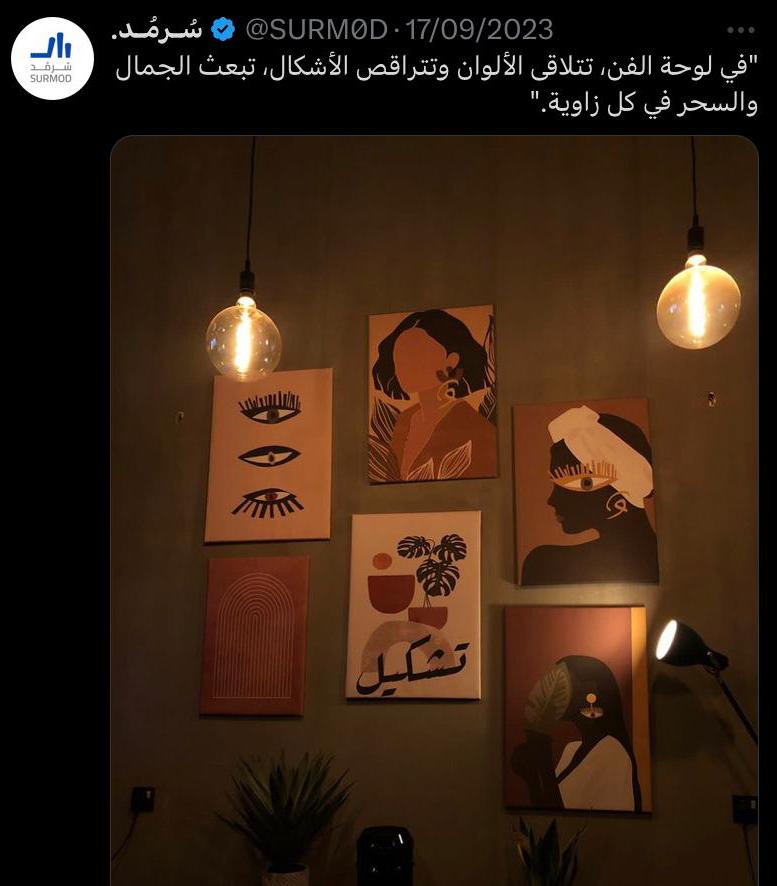 سُـرمُـد. @SURMØD · 17/09/2023
شرمد
SURMOD
"في لوحة الفن، تتلاقى الألوان وتتراقص الأشكال، تبعث الجمال
والسحر في كل زاوية."
تشكيل